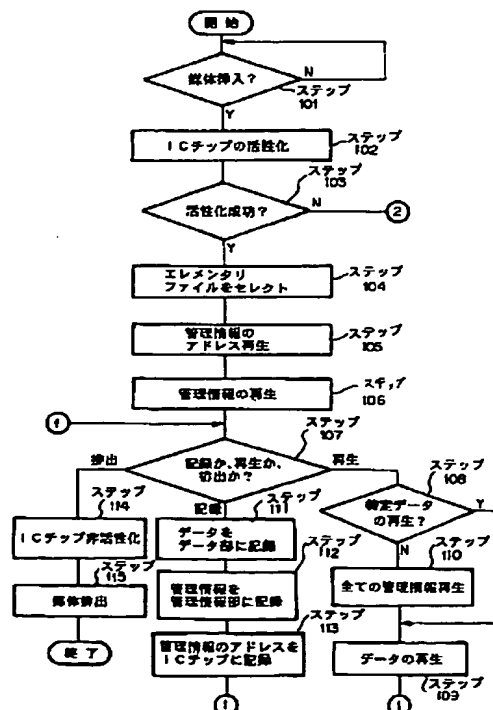 開始
媒体挿入?
N
ステップ
101
Y
ICチップの活性化
ステップ
102
ステップ
103
活性化成功?
N
2
Y
エレメンタリ
ファイルをセレクト
ステップ
104
管理情報の
アドレス再生
ステップ
105
管理情報の再生
ステップ
106
ステップ
107
排出
記録か、再生か、
切出か?
再生
記録
ステップ
108
特定データ
の再生?
Y
N
ステップ
114
ICチップ非活性化
ステップ
111
データを
データ部に記録
ステップ
110
全ての管理情報再生
ステップ
115
媒体排出
ステップ
112
管理情報を
管理情報部に記録
終了
ステップ
113
管理情報のアドレスを
ICチップに記録
データの再生
ステップ
109